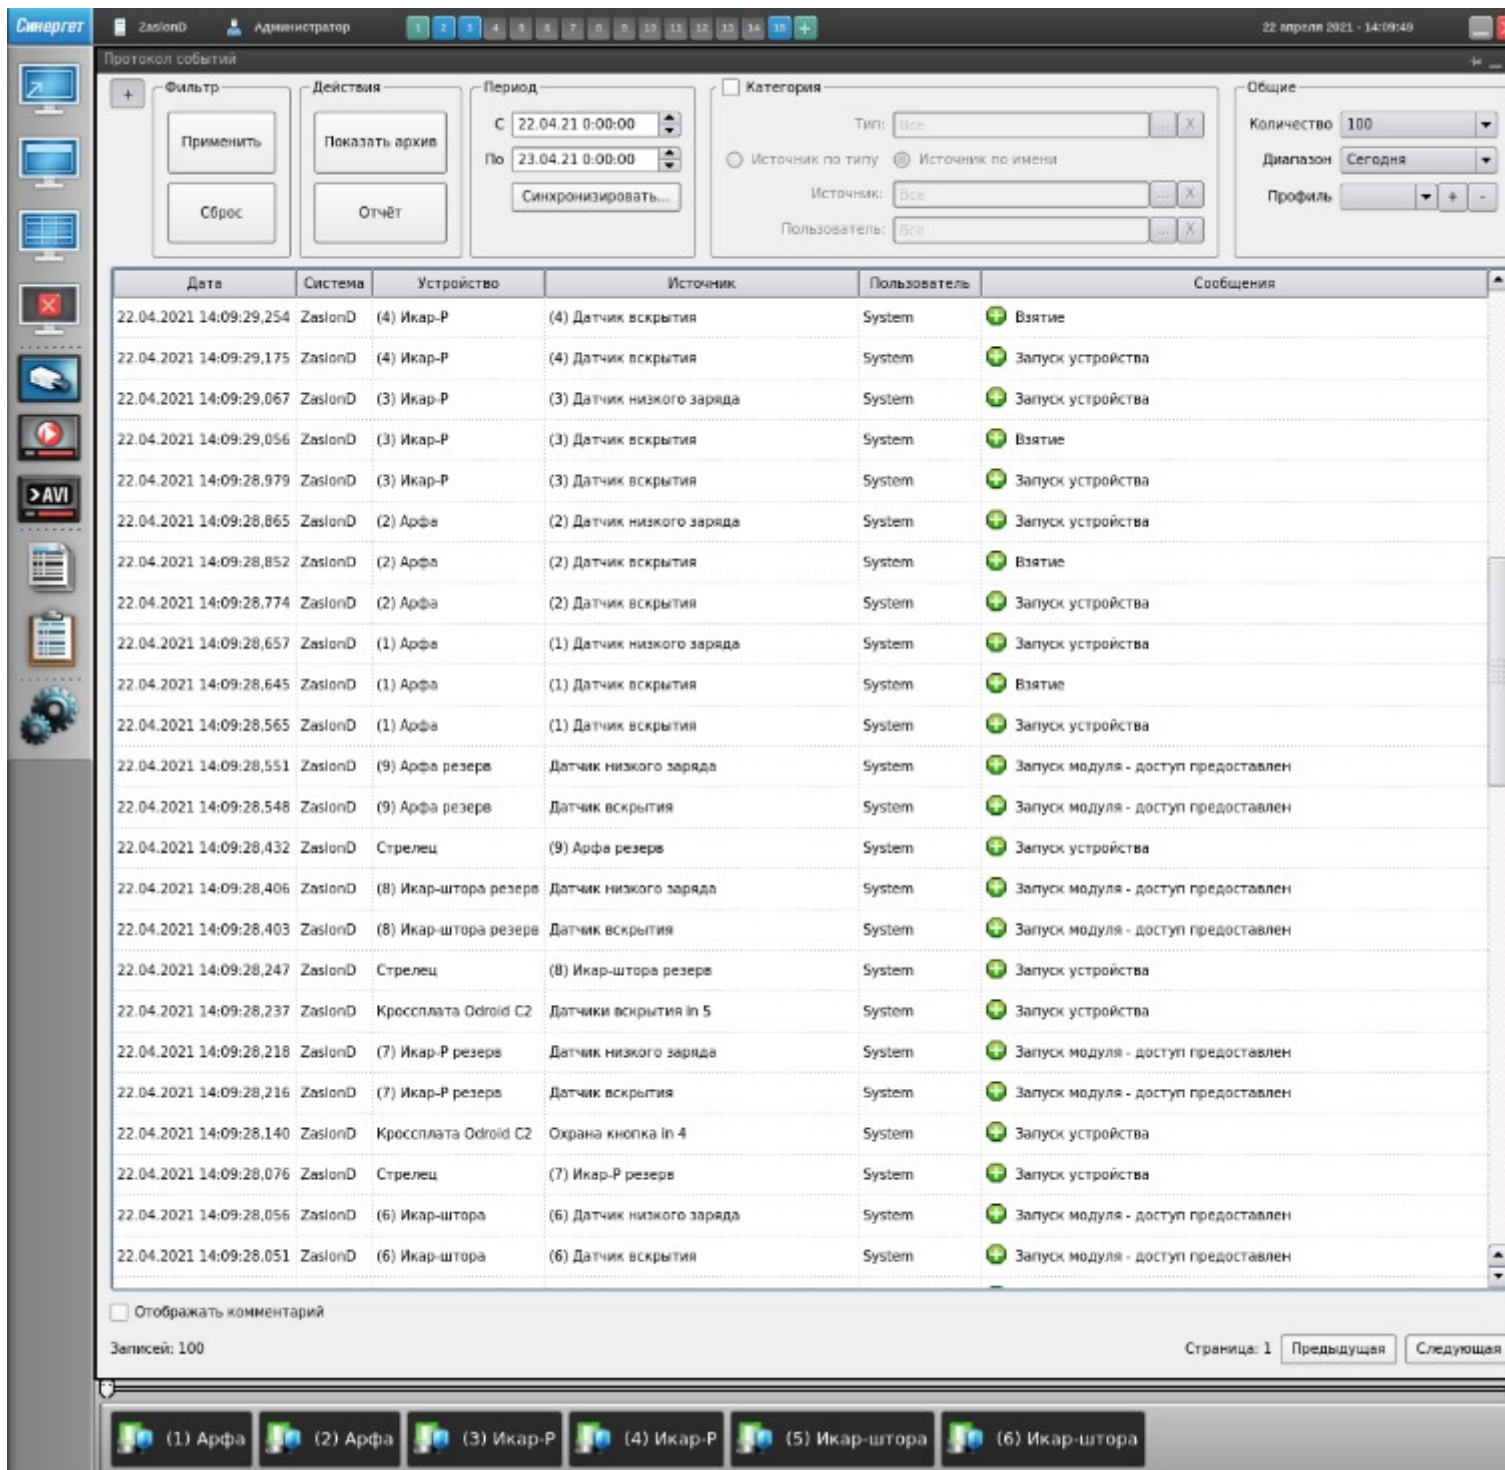 Синергет ZaslonD Администратор 1 2 3 4 5 6 7 8 9 10 11 12 13 14 15 + 22 апреля 2021 - 14:09:49
Протокол событий
+ Фильтр Действия Период Категория Общие
Применить Показать архив С 22.04.21 0:00:00 Тип: Все ... X Количество 100
По 23.04.21 0:00:00 Источник по типу Источник по имени Диапазон Сегодня
Сброс Отчёт Синхронизировать... Источник: Все ... X Профиль + -
Пользователь: Все ... X
Дата Система Устройство Источник Пользователь Сообщения
22.04.2021 14:09:29,254 ZaslonD (4) Икар-Р (4) Датчик вскрытия System Взятие
22.04.2021 14:09:29,175 ZaslonD (4) Икар-Р (4) Датчик вскрытия System Запуск устройства
22.04.2021 14:09:29,067 ZaslonD (3) Икар-Р (3) Датчик низкого заряда System Запуск устройства
22.04.2021 14:09:29,056 ZaslonD (3) Икар-Р (3) Датчик вскрытия System Взятие
22.04.2021 14:09:28,979 ZaslonD (3) Икар-Р (3) Датчик вскрытия System Запуск устройства
22.04.2021 14:09:28,865 ZaslonD (2) Арфа (2) Датчик низкого заряда System Запуск устройства
22.04.2021 14:09:28,852 ZaslonD (2) Арфа (2) Датчик вскрытия System Взятие
22.04.2021 14:09:28,774 ZaslonD (2) Арфа (2) Датчик вскрытия System Запуск устройства
22.04.2021 14:09:28,657 ZaslonD (1) Арфа (1) Датчик низкого заряда System Запуск устройства
22.04.2021 14:09:28,645 ZaslonD (1) Арфа (1) Датчик вскрытия System Взятие
22.04.2021 14:09:28,565 ZaslonD (1) Арфа (1) Датчик вскрытия System Запуск устройства
22.04.2021 14:09:28,551 ZaslonD (9) Арфа резерв Датчик низкого заряда System Запуск модуля - доступ предоставлен
22.04.2021 14:09:28,548 ZaslonD (9) Арфа резерв Датчик вскрытия System Запуск модуля - доступ предоставлен
22.04.2021 14:09:28,432 ZaslonD Стрелец (9) Арфа резерв System Запуск устройства
22.04.2021 14:09:28,406 ZaslonD (8) Икар-штора резерв Датчик низкого заряда System Запуск модуля - доступ предоставлен
22.04.2021 14:09:28,403 ZaslonD (8) Икар-штора резерв Датчик вскрытия System Запуск модуля - доступ предоставлен
22.04.2021 14:09:28,247 ZaslonD Стрелец (8) Икар-штора резерв System Запуск устройства
22.04.2021 14:09:28,237 ZaslonD Кроссплата Odroid C2 Датчики вскрытия in 5 System Запуск устройства
22.04.2021 14:09:28,218 ZaslonD (7) Икар-Р резерв Датчик низкого заряда System Запуск модуля - доступ предоставлен
22.04.2021 14:09:28,216 ZaslonD (7) Икар-Р резерв Датчик вскрытия System Запуск модуля - доступ предоставлен
22.04.2021 14:09:28,140 ZaslonD Кроссплата Odroid C2 Охрана кнопка in 4 System Запуск устройства
22.04.2021 14:09:28,076 ZaslonD Стрелец (7) Икар-Р резерв System Запуск устройства
22.04.2021 14:09:28,056 ZaslonD (6) Икар-штора (6) Датчик низкого заряда System Запуск модуля - доступ предоставлен
22.04.2021 14:09:28,051 ZaslonD (6) Икар-штора (6) Датчик вскрытия System Запуск модуля - доступ предоставлен
>AVI
Отображать комментарий
Записей: 100 Страница: 1 Предыдущая Следующая
(1) Арфа (2) Арфа (3) Икар-Р (4) Икар-Р (5) Икар-штора (6) Икар-штора